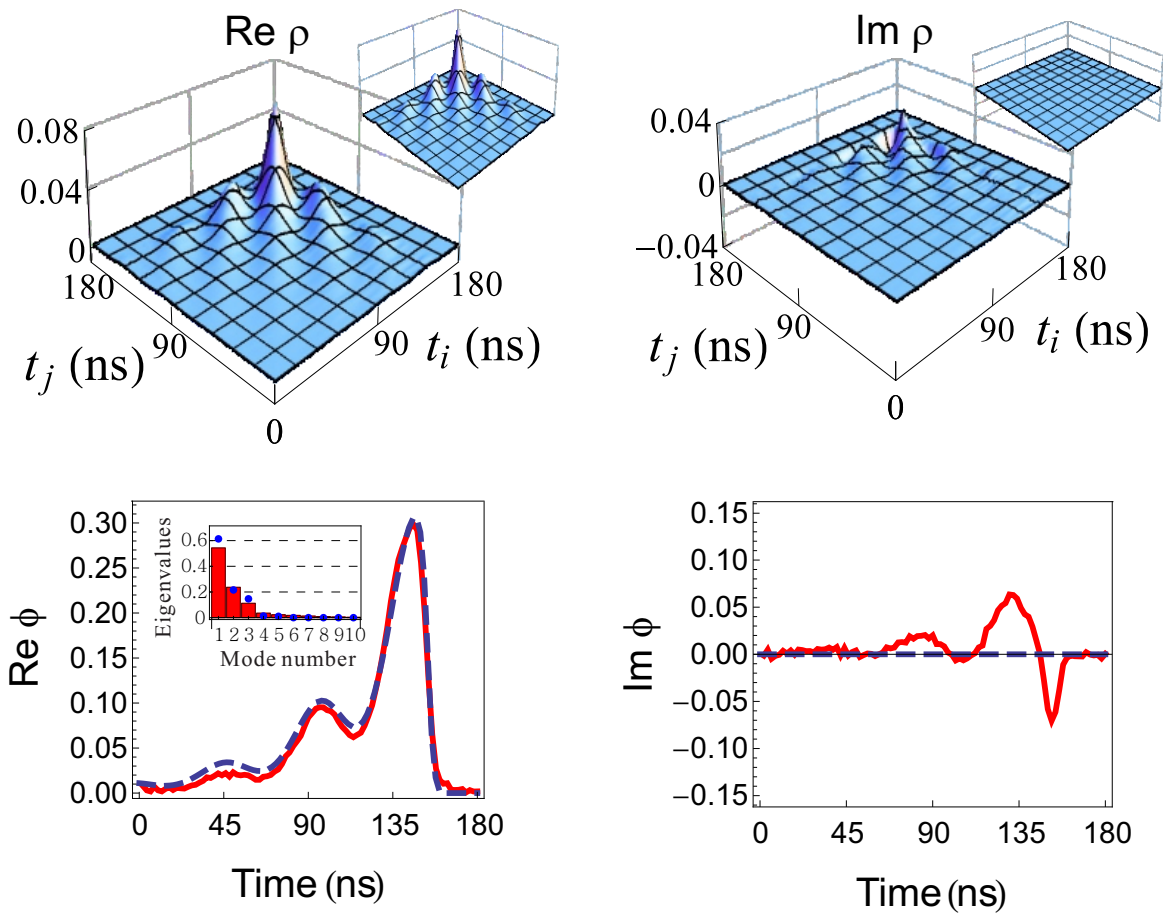 Re ρ
0.08
0.04
0
180
90
0
90
180
t_j (ns)
t_i (ns)
Im ρ
0.04
0
−0.04
180
90
0
90
180
t_j (ns)
t_i (ns)
Re ϕ
0.30
0.25
0.20
0.15
0.10
0.05
0.00
0 45 90 135 180
Time (ns)
Eigenvalues
0.6
0.4
0.2
0
1 2 3 4 5 6 7 8 9 10
Mode number
Im ϕ
0.15
0.10
0.05
0.00
−0.05
−0.10
−0.15
0 45 90 135 180
Time (ns)